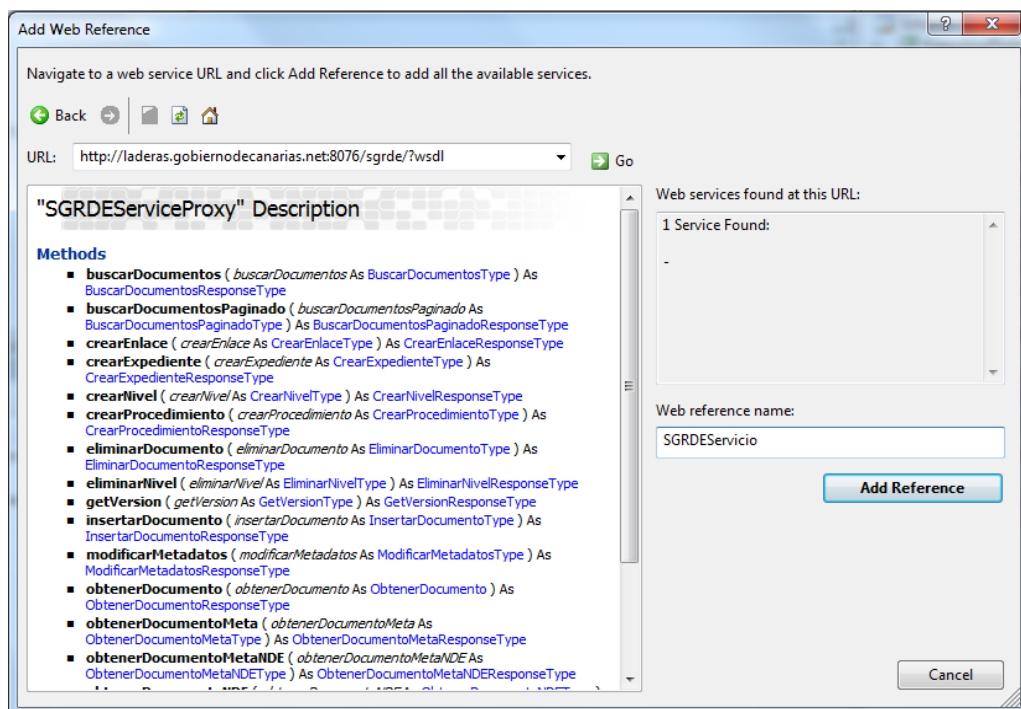 Add Web Reference
Navigate to a web service URL and click Add Reference to add all the available services.
Back
URL: http://laderas.gobiernodecanarias.net:8076/sgrde/?wsdl Go
"SGRDEServiceProxy" Description
Methods
buscarDocumentos ( buscarDocumentos As BuscarDocumentosType ) As
BuscarDocumentosResponseType
buscarDocumentosPaginado ( buscarDocumentosPaginado As
BuscarDocumentosPaginadoType ) As BuscarDocumentosPaginadoResponseType
crearEnlace ( crearEnlace As CrearEnlaceType ) As CrearEnlaceResponseType
crearExpediente ( crearExpediente As CrearExpedienteType ) As
CrearExpedienteResponseType
crearNivel ( crearNivel As CrearNivelType ) As CrearNivelResponseType
crearProcedimiento ( crearProcedimiento As CrearProcedimientoType ) As
CrearProcedimientoResponseType
eliminarDocumento ( eliminarDocumento As EliminarDocumentoType ) As
EliminarDocumentoResponseType
eliminarNivel ( eliminarNivel As EliminarNivelType ) As EliminarNivelResponseType
getVersion ( getVersion As GetVersionType ) As GetVersionResponseType
insertarDocumento ( insertarDocumento As InsertarDocumentoType ) As
InsertarDocumentoResponseType
modificarMetadatos ( modificarMetadatos As ModificarMetadatosType ) As
ModificarMetadatosResponseType
obtenerDocumento ( obtenerDocumento As ObtenerDocumento ) As
ObtenerDocumentoResponseType
obtenerDocumentoMeta ( obtenerDocumentoMeta As
ObtenerDocumentoMetaType ) As ObtenerDocumentoMetaResponseType
obtenerDocumentoMetaNDE ( obtenerDocumentoMetaNDE As
ObtenerDocumentoMetaNDEType ) As ObtenerDocumentoMetaNDEResponseType
Web services found at this URL:
1 Service Found:
-
Web reference name:
SGRDEServicio
Add Reference
Cancel